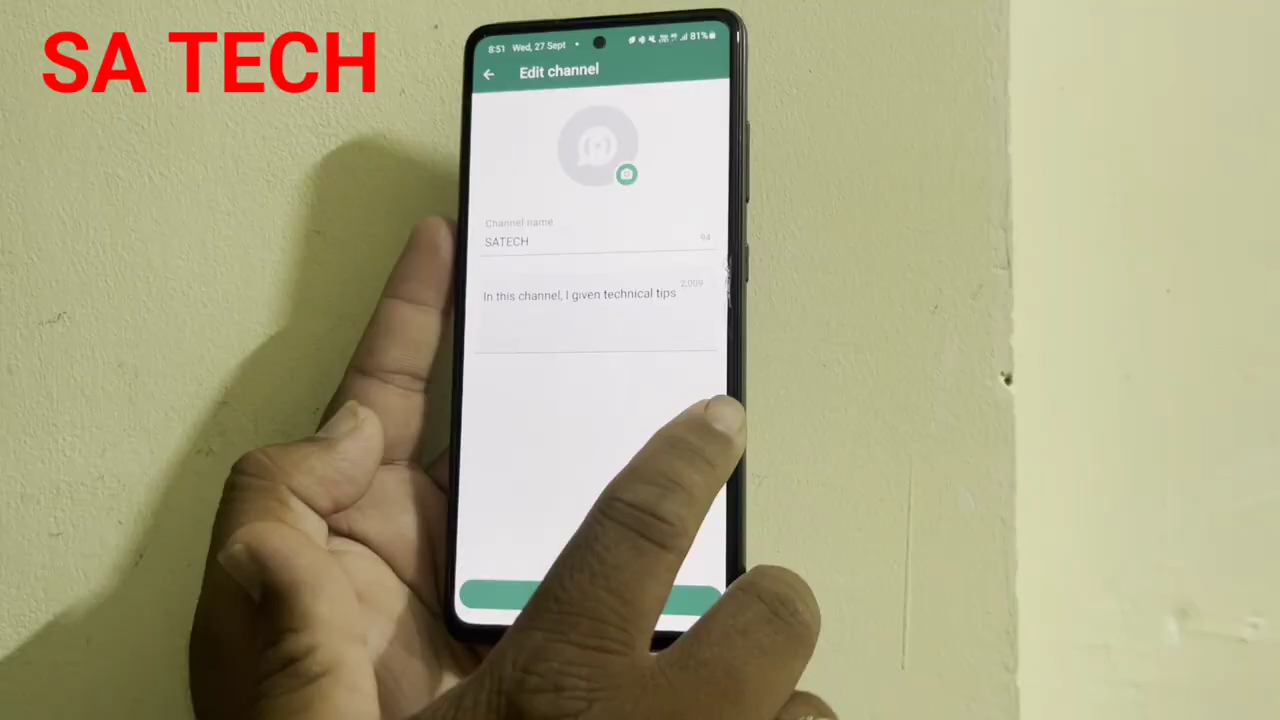 SA TECH
8:51 Wed, 27 Sept • 81%
Edit channel
Channel name
SATECH 94
2,009
In this channel, I given technical tips